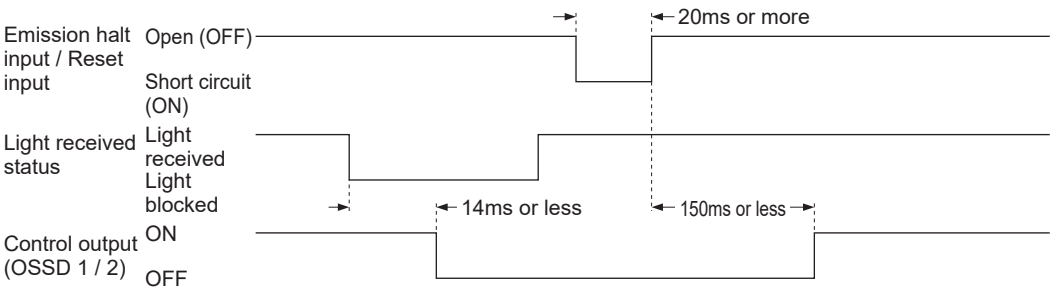 20ms or more
Emission halt
input / Reset
input
Open (OFF)
Short circuit
(ON)
Light received
status
Light
received
Light
blocked
14ms or less
150ms or less
Control output
(OSSD 1 / 2)
ON
OFF